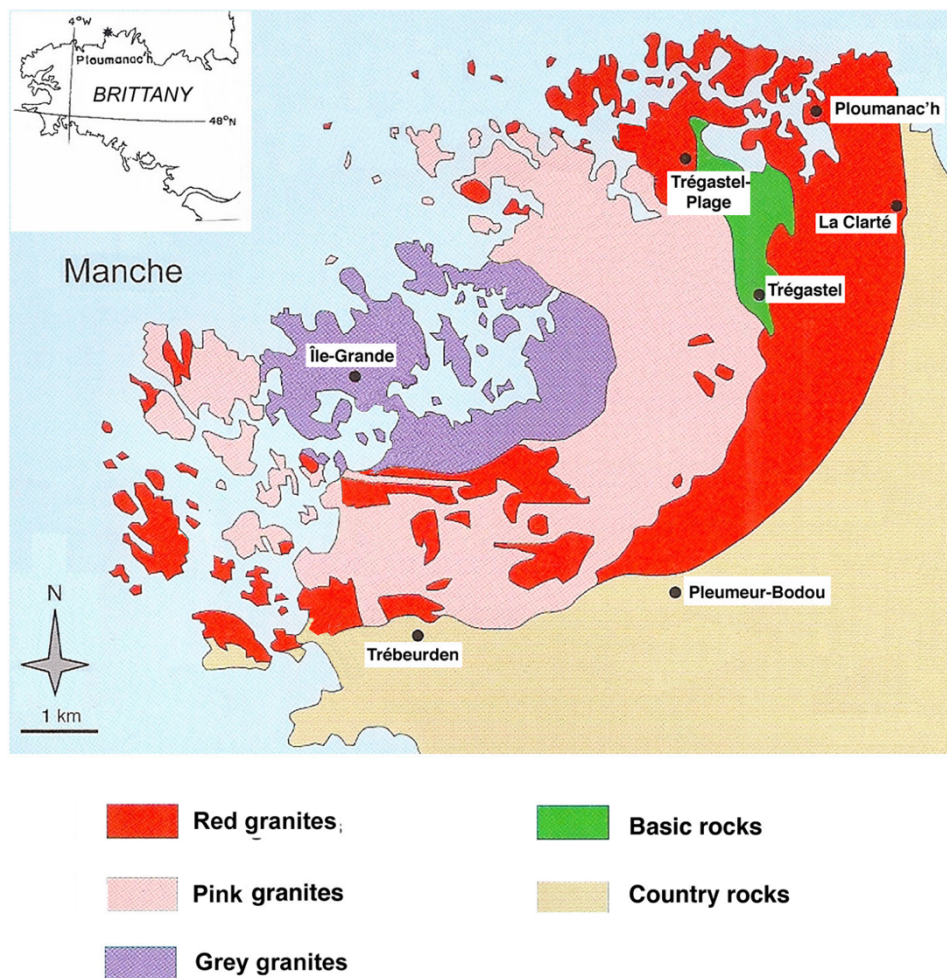 4°W
Ploumanac'h
BRITTANY
48°N
Manche
Ploumanac'h
Trégastel-
Plage
La Clarté
Trégastel
Île-Grande
Pleumeur-Bodou
Trébeurden
N
1 km
Red granites
Basic rocks
Pink granites
Country rocks
Grey granites